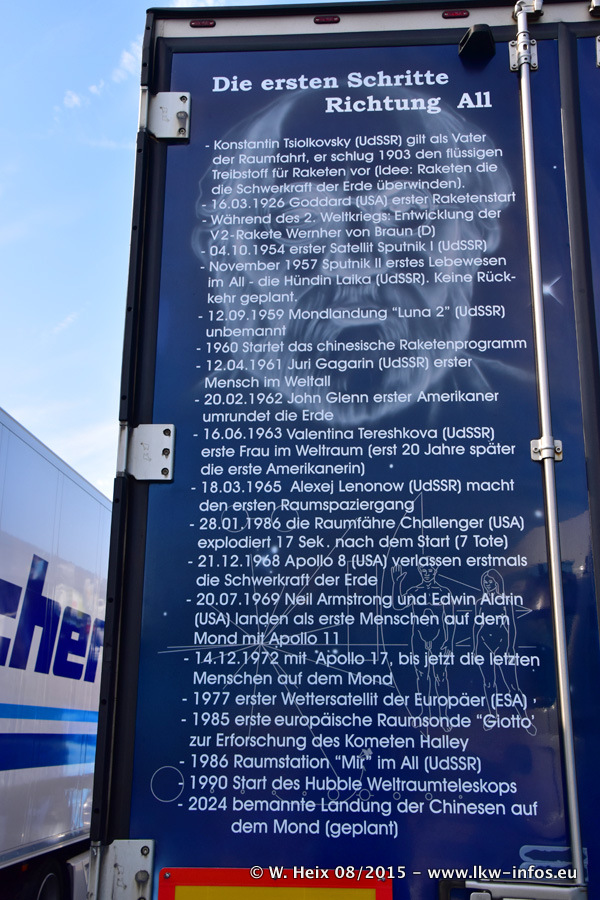 Die ersten Schritte
Richtung All
- Konstantin Tsiolkovsky (UdSSR) gilt als Vater
der Raumfahrt, er schlug 1903 den flüssigen
Treibstoff für Raketen vor (Idee: Raketen die
die Schwerkraft der Erde überwinden).
- 16.03.1926 Goddard (USA) erster Raketenstart
- Während des 2. Weltkriegs: Entwicklung der
V2-Rakete Wernher von Braun (D)
- 04.10.1954 erster Satellit Sputnik I (UdSSR)
- November 1957 Sputnik II erstes Lebewesen
im All - die Hündin Laika (UdSSR). Keine Rück-
kehr geplant.
- 12.09.1959 Mondlandung "Luna 2" (UdSSR)
unbemannt
- 1960 Startet das chinesische Raketenprogramm
- 12.04.1961 Juri Gagarin (UdSSR) erster
Mensch im Weltall
- 20.02.1962 John Glenn erster Amerikaner
umrundet die Erde
- 16.06.1963 Valentina Tereshkova (UdSSR)
erste Frau im Weltraum (erst 20 Jahre später
die erste Amerikanerin)
- 18.03.1965 Alexej Lenonow (UdSSR) macht
den ersten Raumspaziergang
- 28.01.1986 die Raumfähre Challenger (USA)
explodiert 17 Sek. nach dem Start (7 Tote)
- 21.12.1968 Apollo 8 (USA) verlassen erstmals
die Schwerkraft der Erde
- 20.07.1969 Neil Armstrong und Edwin Aldrin
(USA) landen als erste Menschen auf dem
Mond mit Apollo 11
- 14.12.1972 mit Apollo 17, bis jetzt die letzten
Menschen auf dem Mond
- 1977 erster Wettersatellit der Europäer (ESA)
- 1985 erste europäische Raumsonde "Giotto"
zur Erforschung des Kometen Halley
- 1986 Raumstation "Mir" im All (UdSSR)
- 1990 Start des Hubble Weltraumteleskops
- 2024 bemannte Landung der Chinesen auf
dem Mond (geplant)
cher
© W. Heix 08/2015 – www.lkw-infos.eu